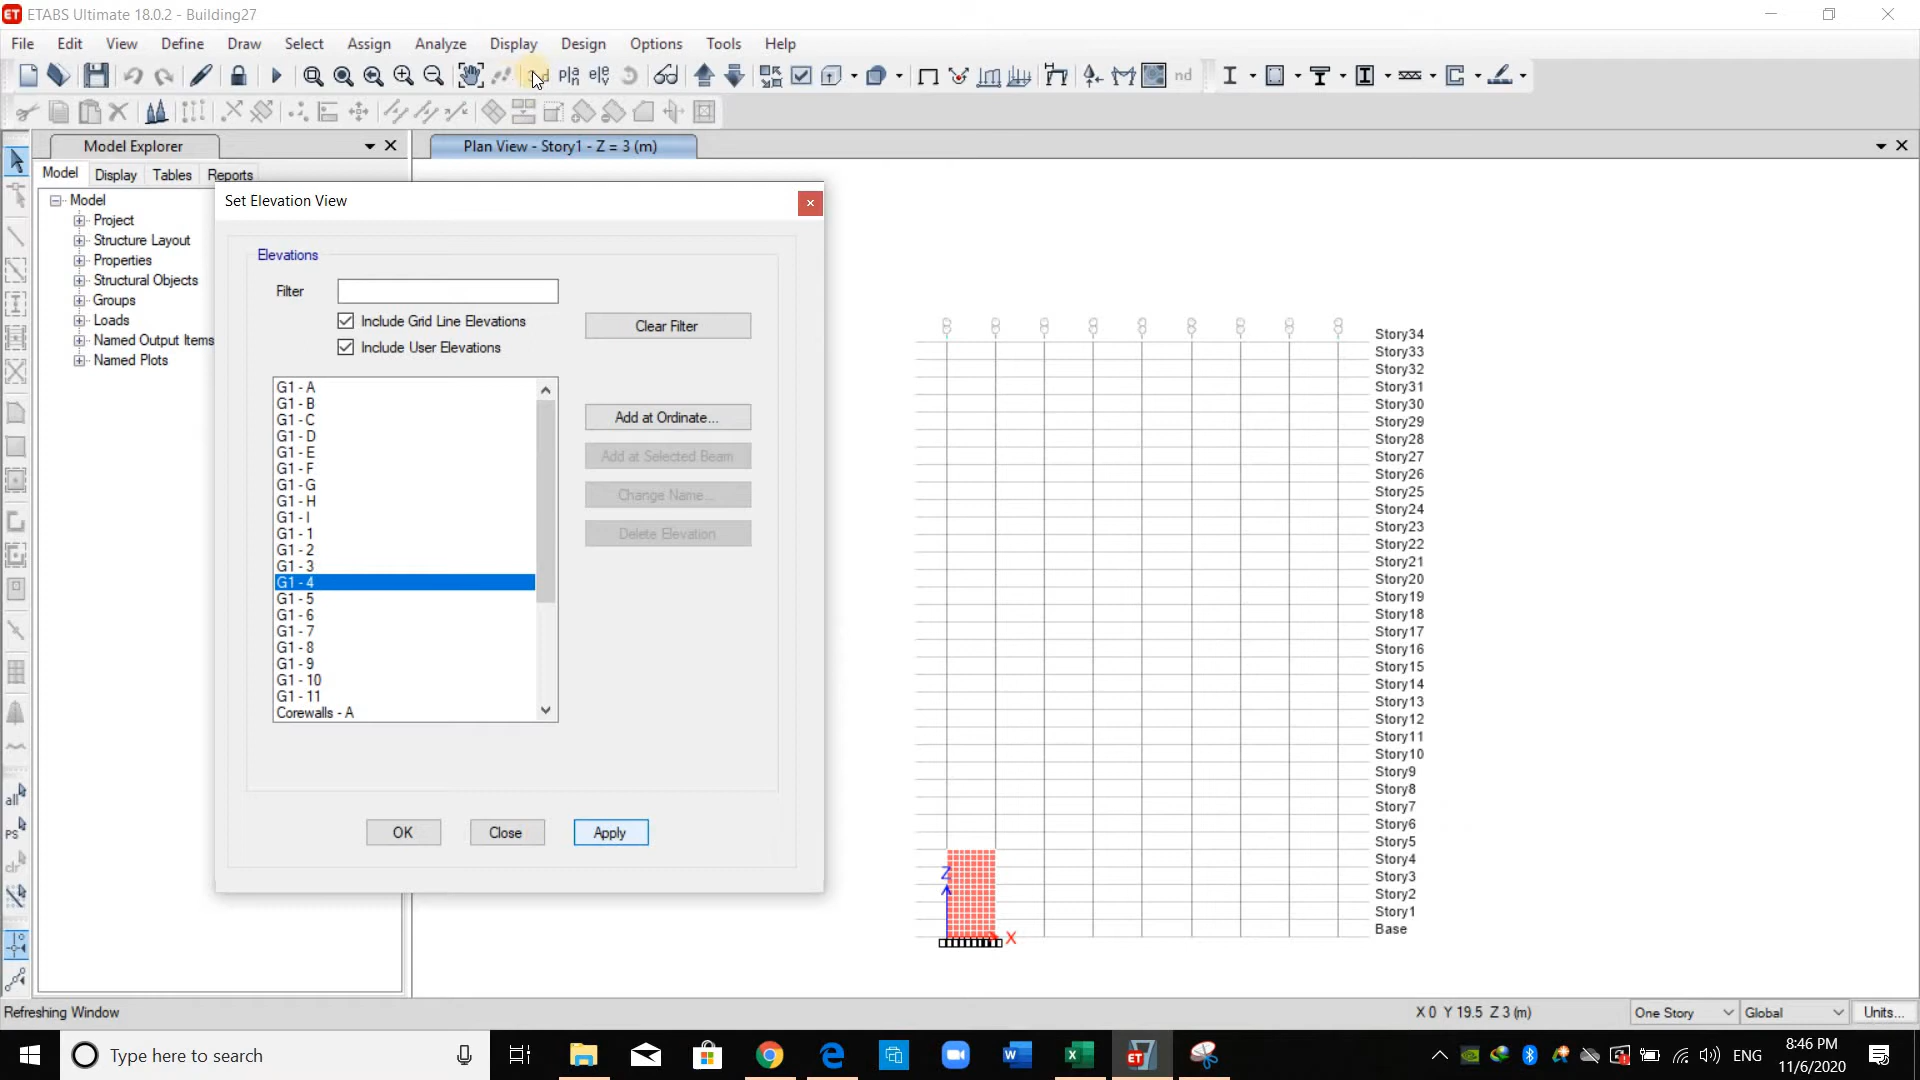 ETABS Ultimate 18.0.2 - Building27
File Edit View Define Draw Select Assign Analyze Display Design Options Tools Help
nd
Model Explorer
Plan View - Story1 - Z = 3 (m)
Model Display Tables Reports
Model
Project
Structure Layout
Properties
Structural Objects
Groups
Loads
Named Output Items
Named Plots
Set Elevation View
Elevations
Filter
Include Grid Line Elevations
Include User Elevations
Clear Filter
G1 - A
G1 - B
G1 - C
G1 - D
G1 - E
G1 - F
G1 - G
G1 - H
G1 - I
G1 - 1
G1 - 2
G1 - 3
G1 - 4
G1 - 5
G1 - 6
G1 - 7
G1 - 8
G1 - 9
G1 - 10
G1 - 11
Corewalls - A
Add at Ordinate...
Add at Selected Beam
Change Name...
Delete Elevation
OK Close Apply
Story34
Story33
Story32
Story31
Story30
Story29
Story28
Story27
Story26
Story25
Story24
Story23
Story22
Story21
Story20
Story19
Story18
Story17
Story16
Story15
Story14
Story13
Story12
Story11
Story10
Story9
Story8
Story7
Story6
Story5
Story4
Story3
Story2
Story1
Base
Z
X
all
PS
clr
Refreshing Window
X 0 Y 19.5 Z 3 (m)
One Story
Global
Units...
Type here to search
ENG
8:46 PM
11/6/2020